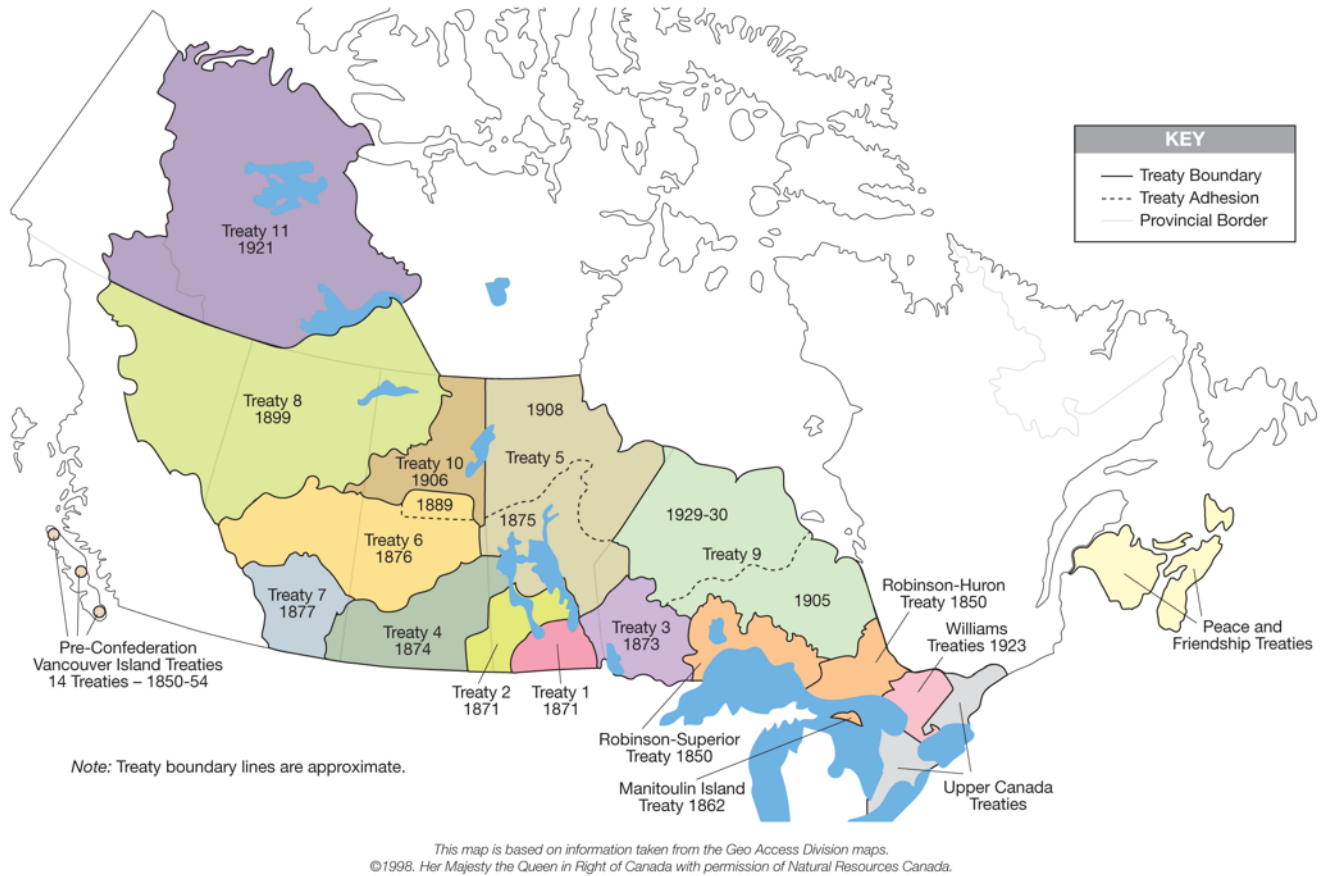 KEY
Treaty Boundary
Treaty Adhesion
Provincial Border
Treaty 11
1921
Treaty 8
1899
1908
Treaty 10
1906
Treaty 5
1889
1875
Treaty 6
1876
1929-30
Treaty 9
1905
Treaty 7
1877
Treaty 4
1874
Treaty 3
1873
Treaty 2
1871
Treaty 1
1871
Robinson-Huron
Treaty 1850
Williams
Treaties 1923
Peace and
Friendship Treaties
Pre-Confederation
Vancouver Island Treaties
14 Treaties – 1850-54
Robinson-Superior
Treaty 1850
Manitoulin Island
Treaty 1862
Upper Canada
Treaties
Note: Treaty boundary lines are approximate.
This map is based on information taken from the Geo Access Division maps.
©1998. Her Majesty the Queen in Right of Canada with permission of Natural Resources Canada.